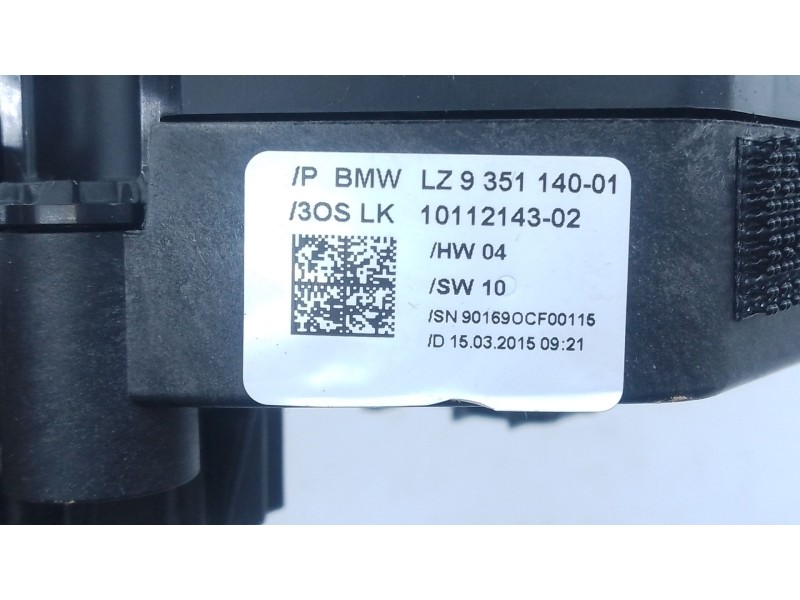 /P BMW LZ 9 351 140-01
/3OS LK 10112143-02
/HW 04
/SW 10
/SN 90169OCF00115
/D 15.03.2015 09:21